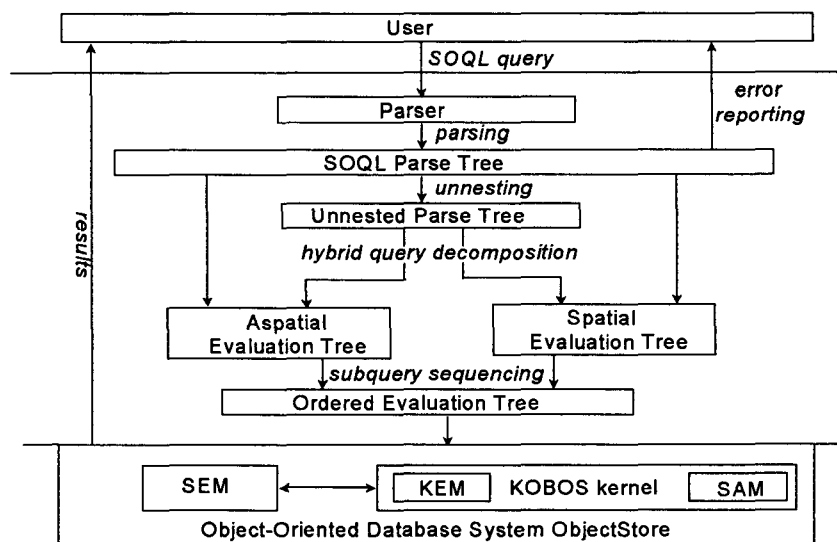 User
SOQL query
Parser
error
reporting
parsing
SOQL Parse Tree
unnesting
Unnested Parse Tree
results
hybrid query decomposition
Aspatial
Evaluation Tree
Spatial
Evaluation Tree
subquery sequencing
Ordered Evaluation Tree
SEM
KEM
KOBOS kernel
SAM
Object-Oriented Database System ObjectStore